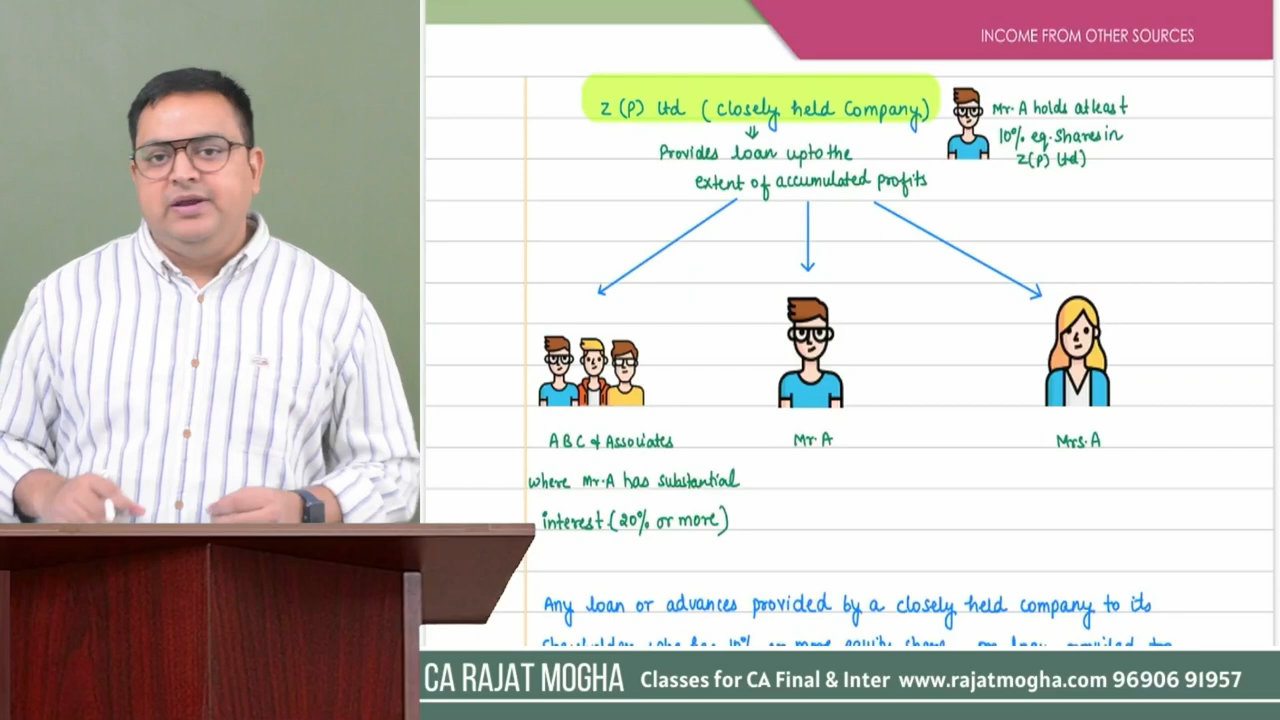 INCOME FROM OTHER SOURCES
Z (P) Ltd (Closely held Company)
Mr. A holds atleast
10% eq. shares in
Z(P) Ltd)
⇓
Provides loan upto the
extent of accumulated profits
ABC & Associates
Mr. A
Mrs. A
where Mr. A has substantial
interest (20% or more)
Any loan or advances provided by a closely held company to its
CA RAJAT MOGHA
Classes for CA Final & Inter www.rajatmogha.com 96906 91957